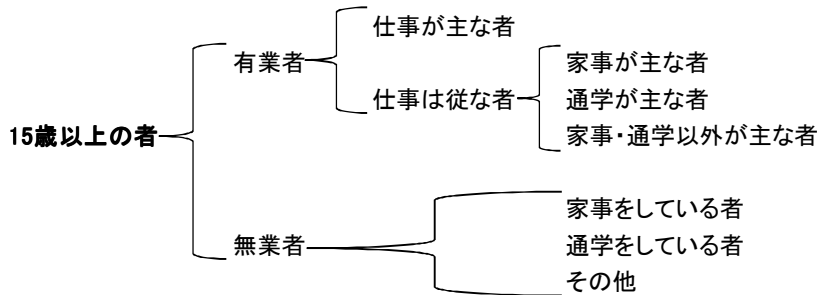 仕事が主な者
有業者
家事が主な者
仕事は従な者
通学が主な者
15歳以上の者
家事・通学以外が主な者
家事をしている者
無業者
通学をしている者
その他